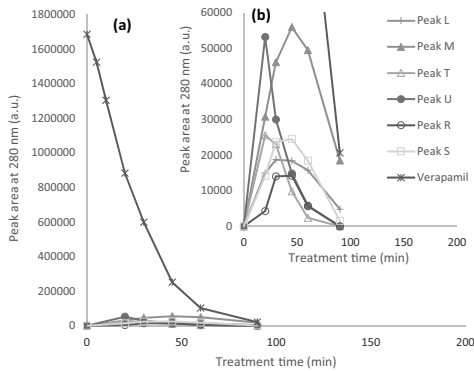 (a)
Peak area at 280 nm (a.u.)
1800000
1600000
1400000
1200000
1000000
800000
600000
400000
200000
0
0
100
200
Treatment time (min)
(b)
Peak area at 280 nm (a.u.)
60000
50000
40000
30000
20000
10000
0
0
50
100
150
200
Treatment time (min)
Peak L
Peak M
Peak T
Peak U
Peak R
Peak S
Verapamil